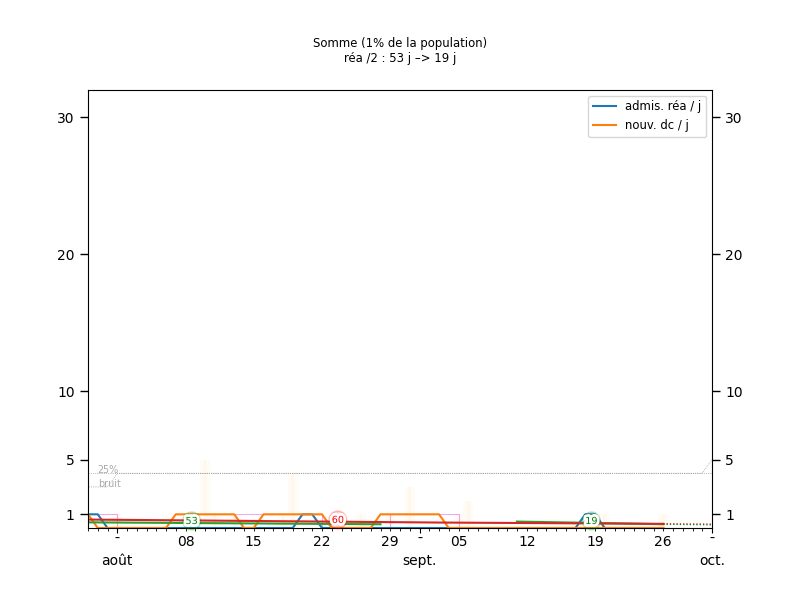 Somme (1% de la population)
réa /2 : 53 j –> 19 j
admis. réa / j
nouv. dc / j
30 30
20 20
10 10
5 5
25%
bruit
1 53 60 19 1
- 08 15 22 29 - 05 12 19 26 -
août sept. oct.